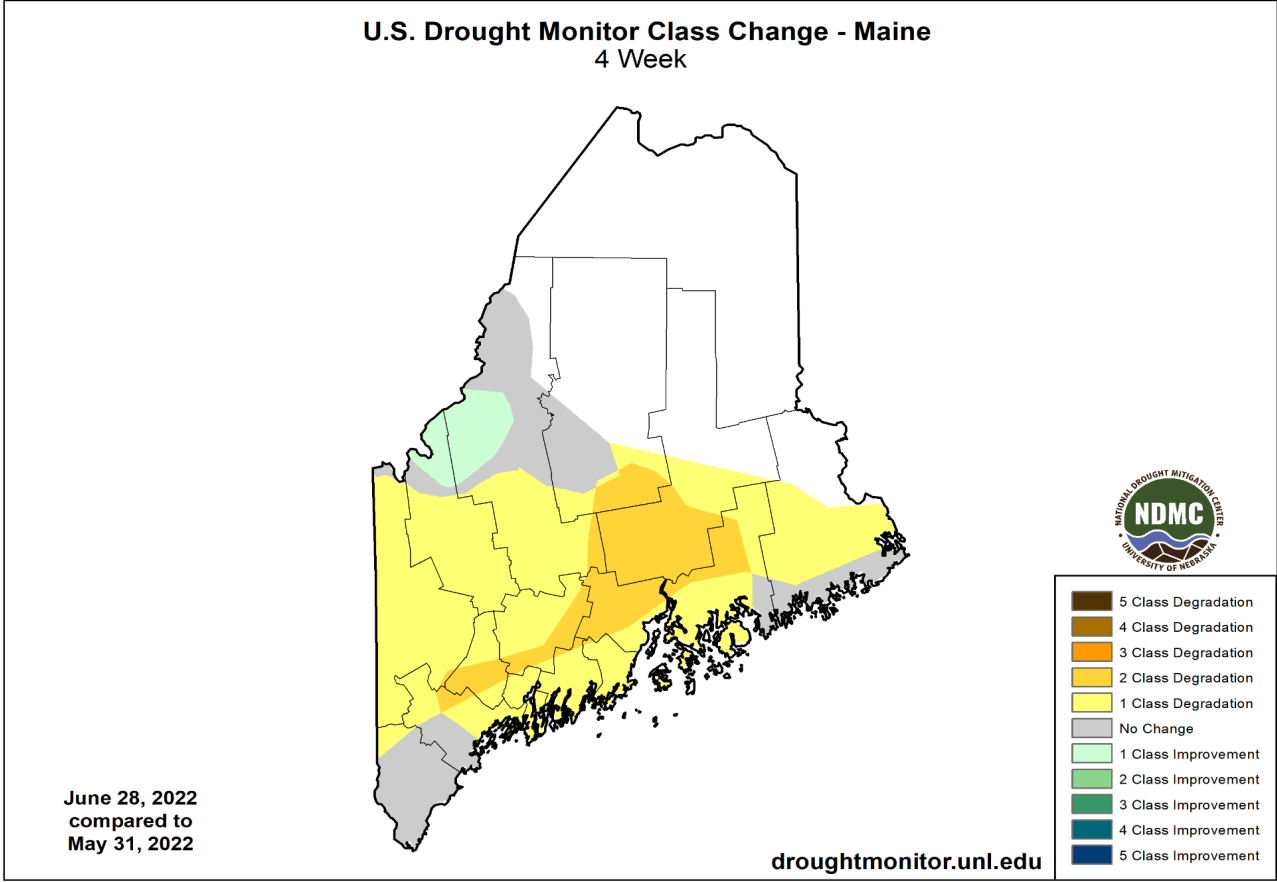 U.S. Drought Monitor Class Change - Maine
4 Week
NATIONAL DROUGHT MITIGATION CENTER
NDMC
UNIVERSITY OF NEBRASKA
5 Class Degradation
4 Class Degradation
3 Class Degradation
2 Class Degradation
1 Class Degradation
No Change
1 Class Improvement
2 Class Improvement
3 Class Improvement
4 Class Improvement
5 Class Improvement
June 28, 2022
compared to
May 31, 2022
droughtmonitor.unl.edu